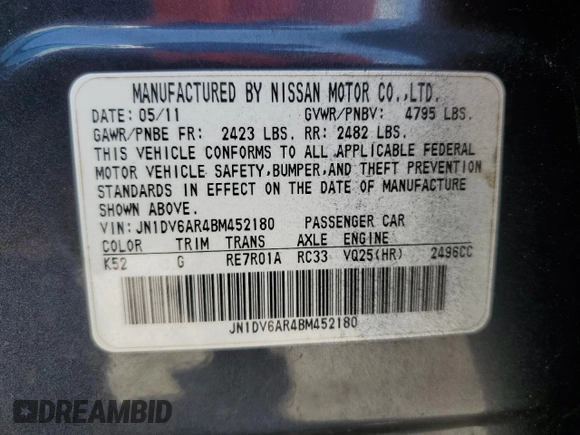 MANUFACTURED BY NISSAN MOTOR CO.,LTD.
DATE: 05/11 GVWR/PNBV: 4795 LBS.
GAWR/PNBE FR: 2423 LBS. RR: 2482 LBS.
THIS VEHICLE CONFORMS TO ALL APPLICABLE FEDERAL
MOTOR VEHICLE SAFETY,BUMPER,AND THEFT PREVENTION
STANDARDS IN EFFECT ON THE DATE OF MANUFACTURE
SHOWN ABOVE.
VIN: JN1DV6AR4BM452180 PASSENGER CAR
COLOR TRIM TRANS AXLE ENGINE
K52 G RE7R01A RC33 VQ25(HR) 2496CC
JN1DV6AR4BM452180
DREAMBID